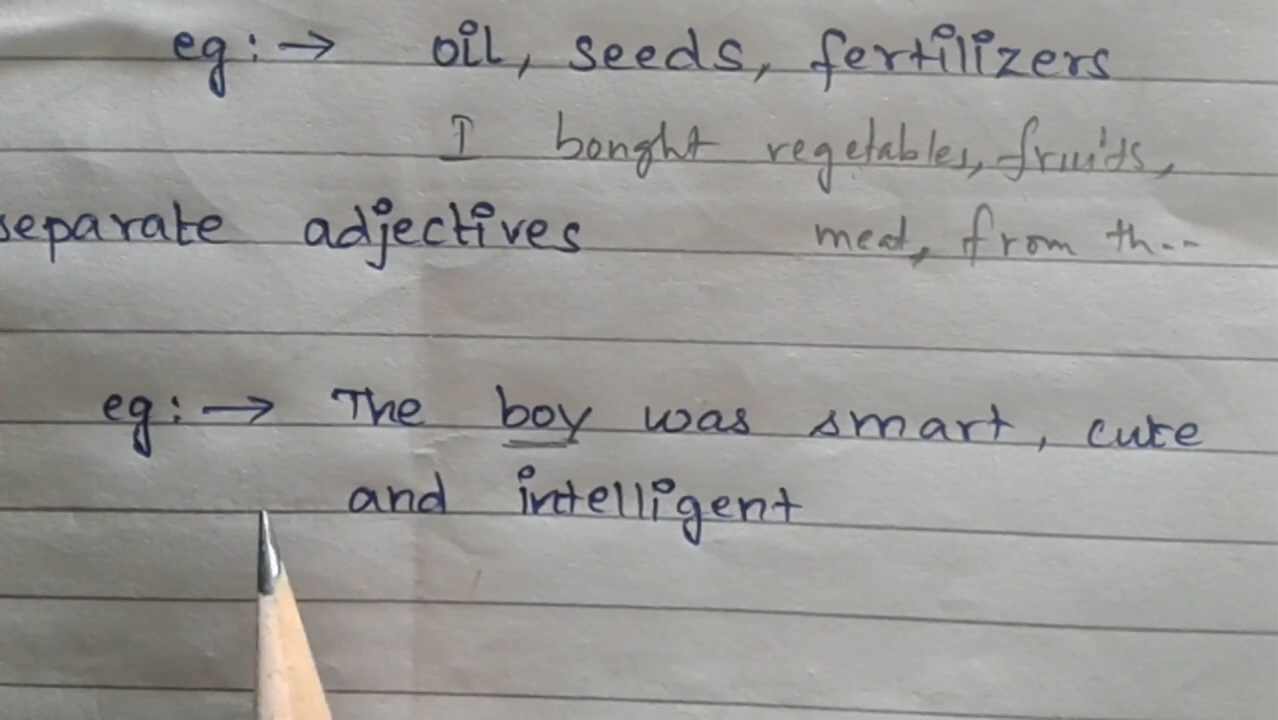 eg:→ oil, seeds, fertilizers
I bought vegetables, fruits,
separate adjectives
meat, from th...
eg:→ The boy was smart, cute
and intelligent